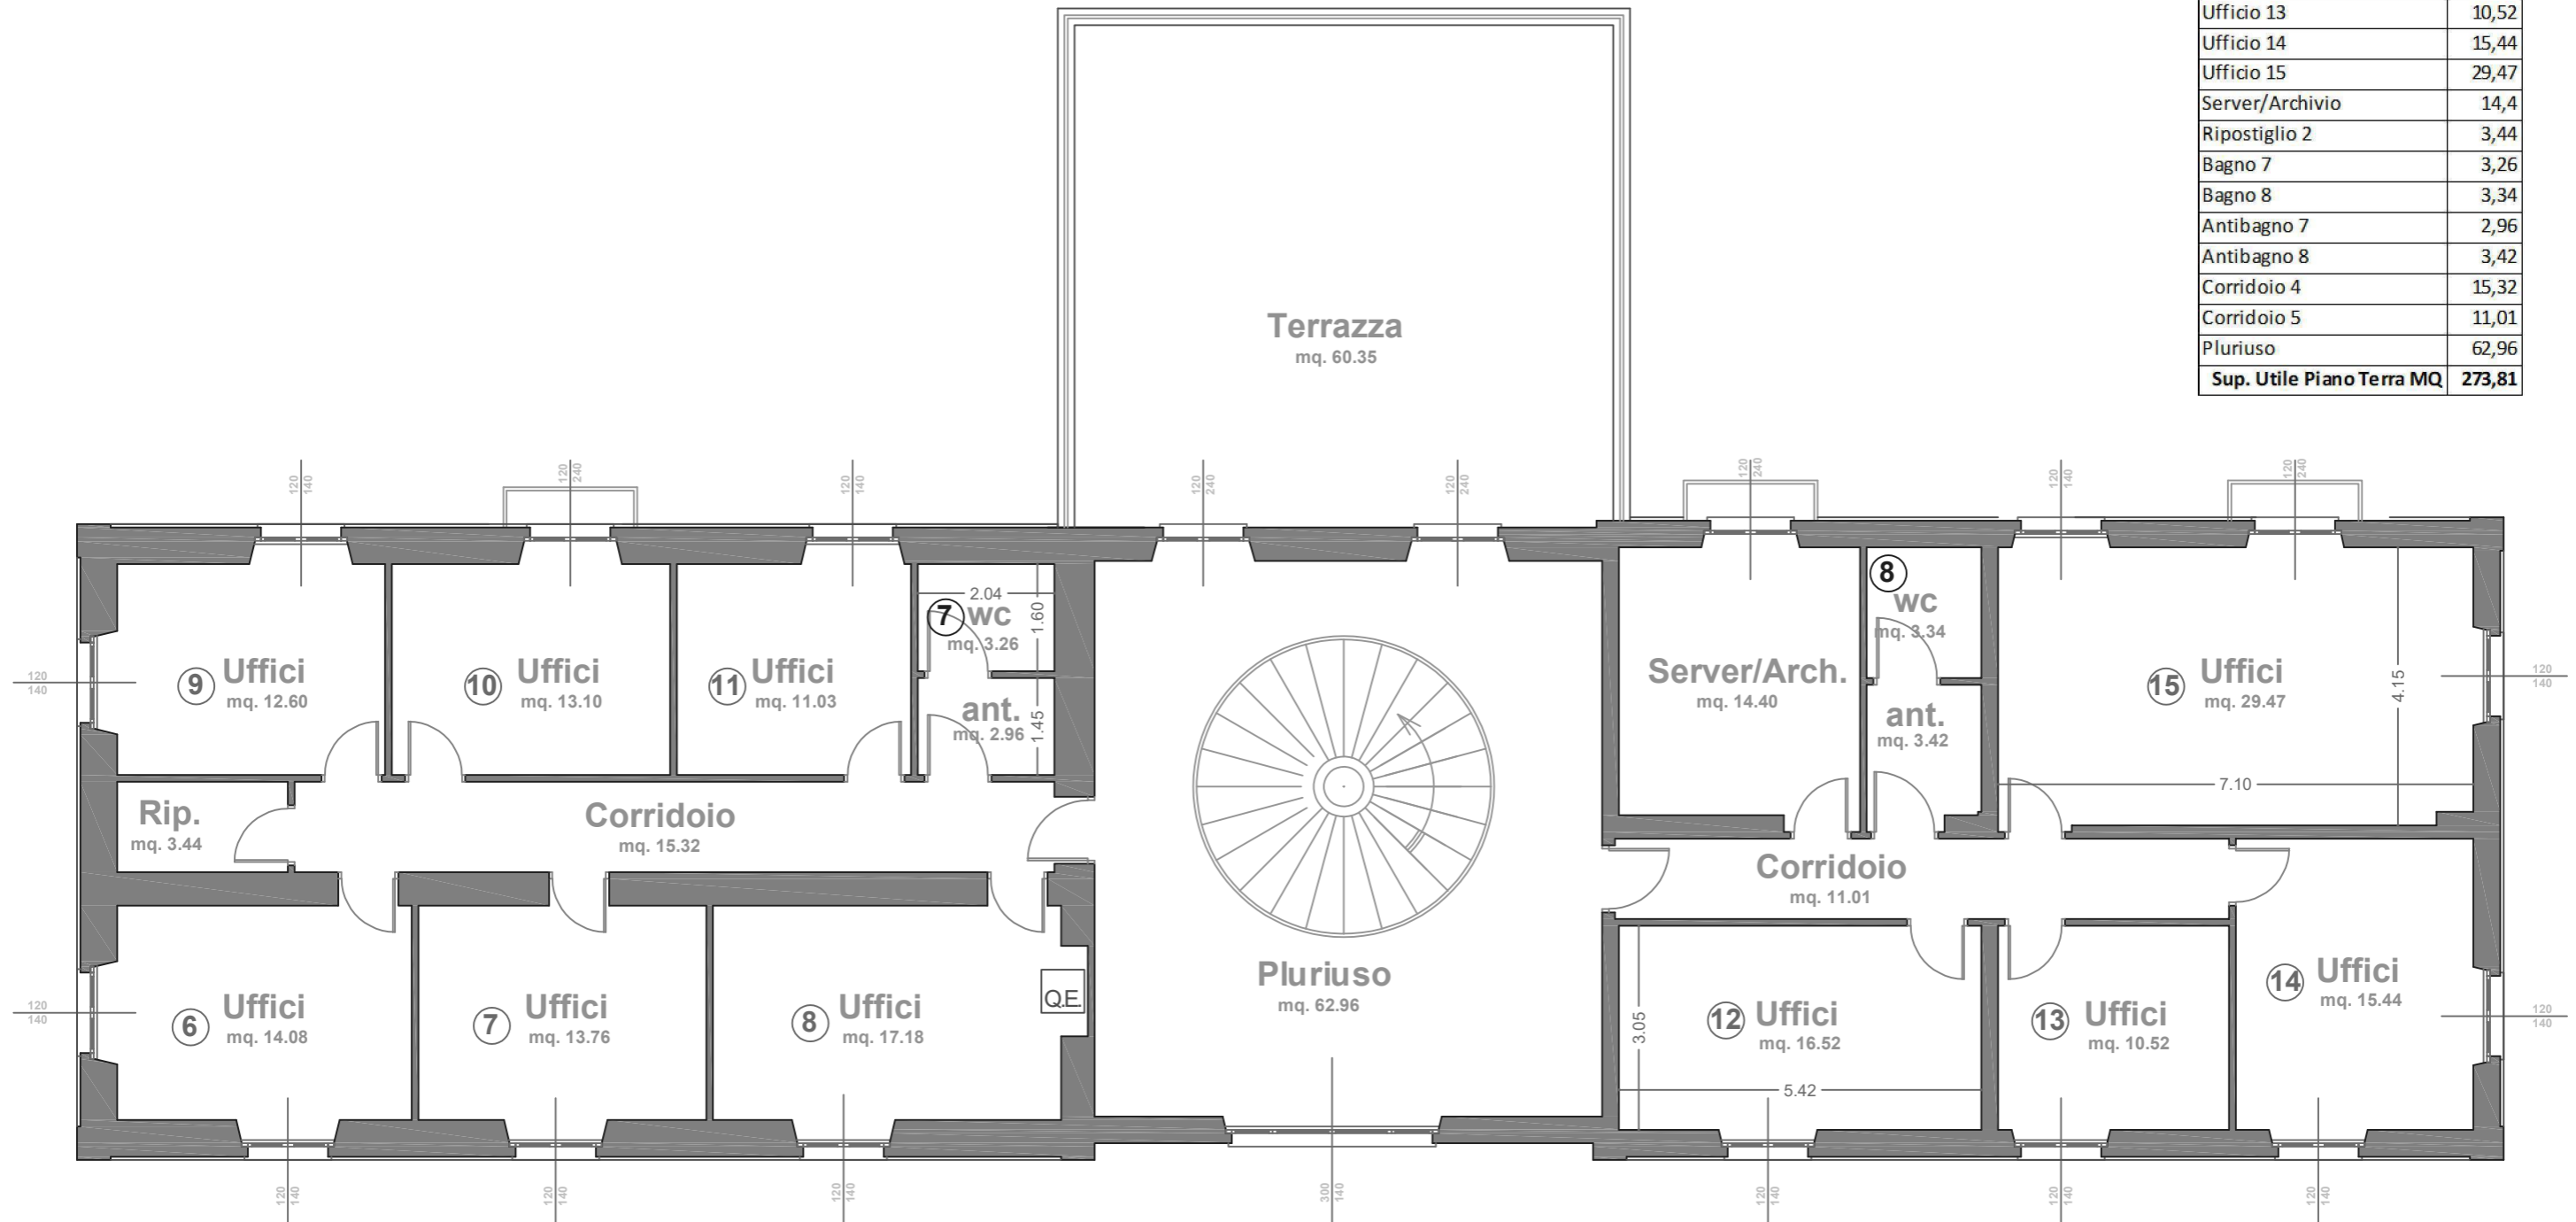 Ufficio 13 10,52
Ufficio 14 15,44
Ufficio 15 29,47
Server/Archivio 14,4
Ripostiglio 2 3,44
Bagno 7 3,26
Bagno 8 3,34
Antibagno 7 2,96
Antibagno 8 3,42
Corridoio 4 15,32
Corridoio 5 11,01
Pluriuso 62,96
Sup. Utile Piano Terra MQ 273,81
Terrazza
mq. 60.35
120 140
120 240
120 140
120 240
120 240
120 240
120 140
120 240
9 Uffici
mq. 12.60
10 Uffici
mq. 13.10
11 Uffici
mq. 11.03
2.04
7 wc
mq. 3.26
1.60
ant.
mq. 2.96
1.45
Server/Arch.
mq. 14.40
8
wc
mq. 3.34
ant.
mq. 3.42
15 Uffici
mq. 29.47
4.15
7.10
120
140
120
140
Rip.
mq. 3.44
Corridoio
mq. 15.32
Corridoio
mq. 11.01
6 Uffici
mq. 14.08
7 Uffici
mq. 13.76
8 Uffici
mq. 17.18
Q.E.
Pluriuso
mq. 62.96
12 Uffici
mq. 16.52
3.05
5.42
13 Uffici
mq. 10.52
14 Uffici
mq. 15.44
120
140
120
140
120 140
120 140
120 140
300 140
120 140
120 140
120 140